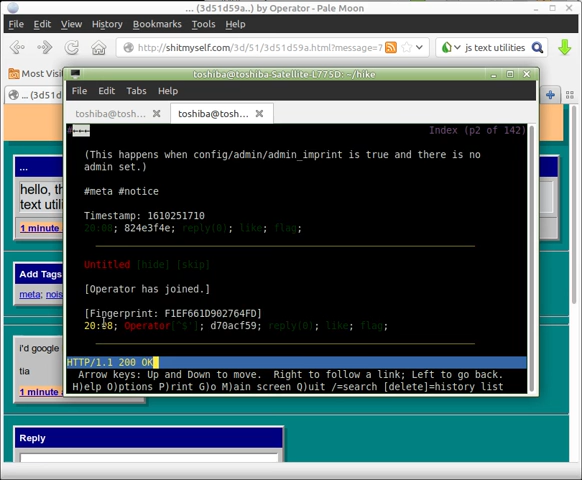 ... (3d51d59a..) by Operator - Pale Moon
File Edit View History Bookmarks Tools Help
http://shitmyself.com/3d/51/3d51d59a.html?message=7
js text utilities
Most Visi
... (3d51d
toshiba@toshiba-Satellite-L775D: ~/hike
File Edit Tabs Help
toshiba@tosh...
toshiba@tosh...
Index (p2 of 142)
(This happens when config/admin/admin_imprint is true and there is no
admin set.)
#meta #notice
Timestamp: 1610251710
20:08; 824e3f4e; reply(0); like; flag;
Untitled [hide] [skip]
[Operator has joined.]
[Fingerprint: F1EF661D902764FD]
20:08; Operator["$"]; d70acf59; reply(0); like; flag;
HTTP/1.1 200 OK
Arrow keys: Up and Down to move. Right to follow a link; Left to go back.
H)elp O)ptions P)rint G)o M)ain screen Q)uit /=search [delete]=history list
...
hello, th
text utili
1 minute
Add Tags
meta; nois
i'd google
tia
1 minute
Reply